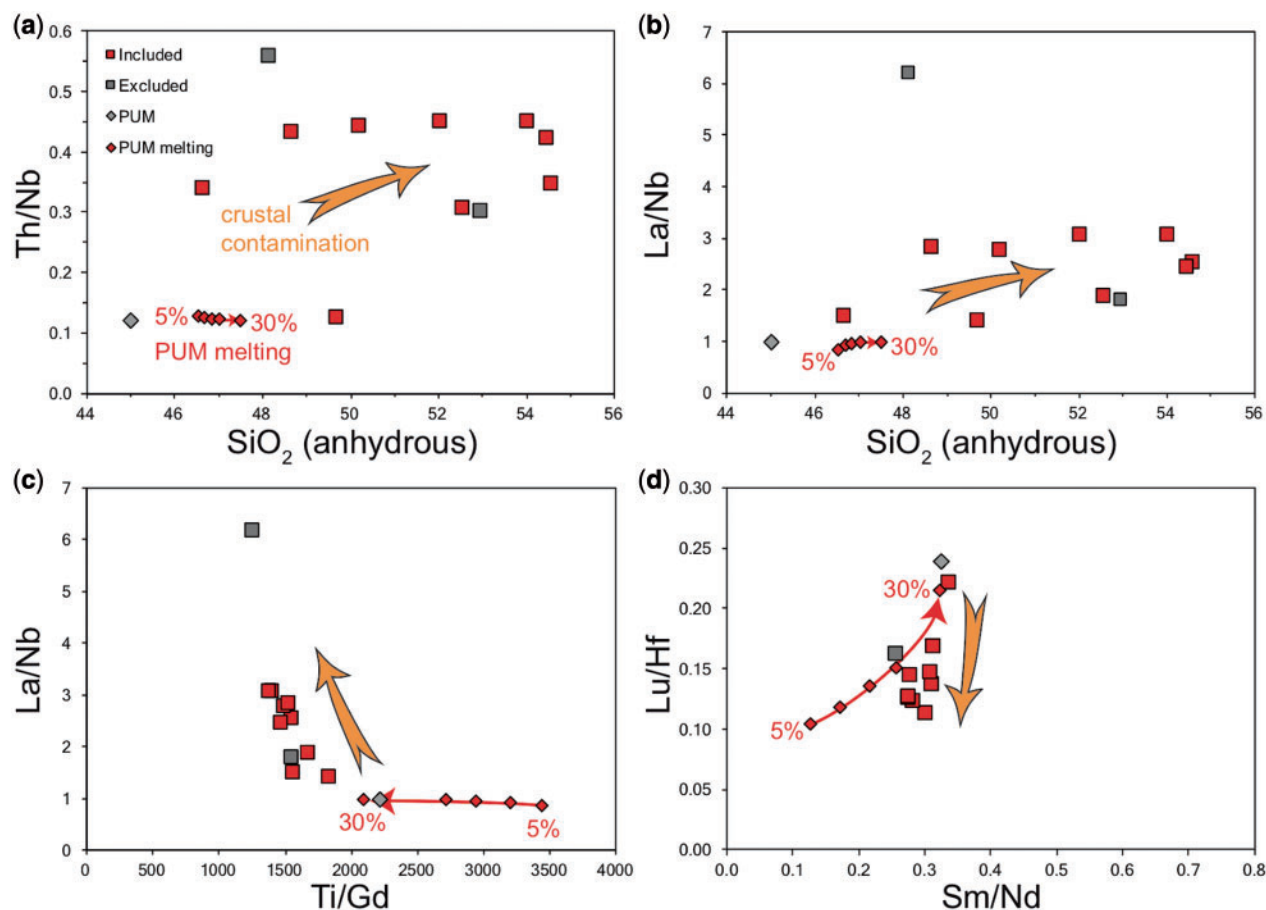 (a)
0.6
0.5
0.4
0.3
0.2
0.1
0.0
Th/Nb
Included
Excluded
PUM
PUM melting
crustal
contamination
5%
30%
PUM melting
44 46 48 50 52 54 56
SiO2 (anhydrous)
(b)
7
6
5
4
3
2
1
0
La/Nb
5%
30%
44 46 48 50 52 54 56
SiO2 (anhydrous)
(c)
7
6
5
4
3
2
1
0
La/Nb
30%
5%
0 500 1000 1500 2000 2500 3000 3500 4000
Ti/Gd
(d)
0.30
0.25
0.20
0.15
0.10
0.05
0.00
Lu/Hf
30%
5%
0.0 0.1 0.2 0.3 0.4 0.5 0.6 0.7 0.8
Sm/Nd